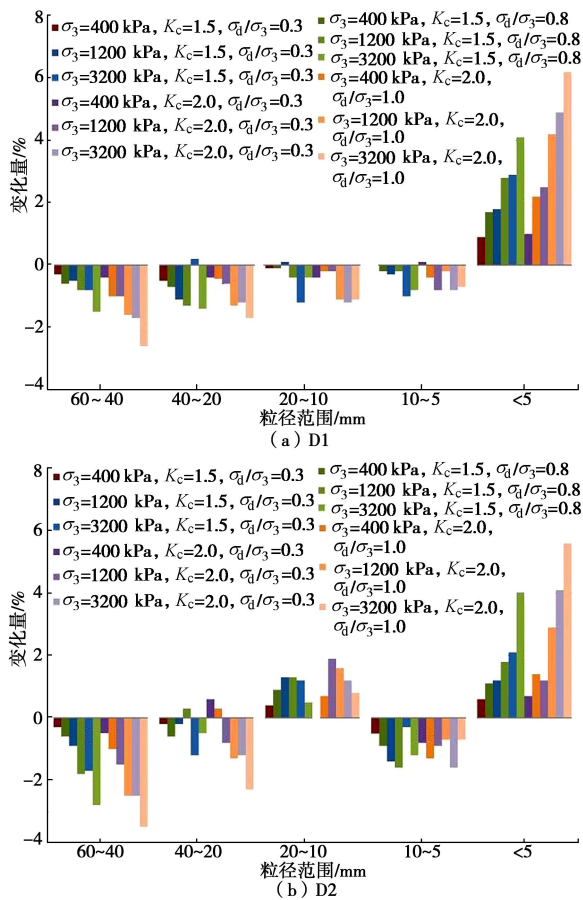 8
6
4
2
0
−2
−4
变化量/%
σ₃=400 kPa, Kc=1.5, σd/σ₃=0.3
σ₃=1200 kPa, Kc=1.5, σd/σ₃=0.3
σ₃=3200 kPa, Kc=1.5, σd/σ₃=0.3
σ₃=400 kPa, Kc=2.0, σd/σ₃=0.3
σ₃=1200 kPa, Kc=2.0, σd/σ₃=0.3
σ₃=3200 kPa, Kc=2.0, σd/σ₃=0.3
σ₃=400 kPa, Kc=1.5, σd/σ₃=0.8
σ₃=1200 kPa, Kc=1.5, σd/σ₃=0.8
σ₃=3200 kPa, Kc=1.5, σd/σ₃=0.8
σ₃=400 kPa, Kc=2.0,
σd/σ₃=1.0
σ₃=1200 kPa, Kc=2.0,
σd/σ₃=1.0
σ₃=3200 kPa, Kc=2.0,
σd/σ₃=1.0
60~40 40~20 20~10 10~5 <5
粒径范围/mm
（a）D1
8
6
4
2
0
−2
−4
变化量/%
σ₃=400 kPa, Kc=1.5, σd/σ₃=0.3
σ₃=1200 kPa, Kc=1.5, σd/σ₃=0.3
σ₃=3200 kPa, Kc=1.5, σd/σ₃=0.3
σ₃=400 kPa, Kc=2.0, σd/σ₃=0.3
σ₃=1200 kPa, Kc=2.0, σd/σ₃=0.3
σ₃=3200 kPa, Kc=2.0, σd/σ₃=0.3
σ₃=400 kPa, Kc=1.5, σd/σ₃=0.8
σ₃=1200 kPa, Kc=1.5, σd/σ₃=0.8
σ₃=3200 kPa, Kc=1.5, σd/σ₃=0.8
σ₃=400 kPa, Kc=2.0,
σd/σ₃=1.0
σ₃=1200 kPa, Kc=2.0,
σd/σ₃=1.0
σ₃=3200 kPa, Kc=2.0,
σd/σ₃=1.0
60~40 40~20 20~10 10~5 <5
粒径范围/mm
（b）D2